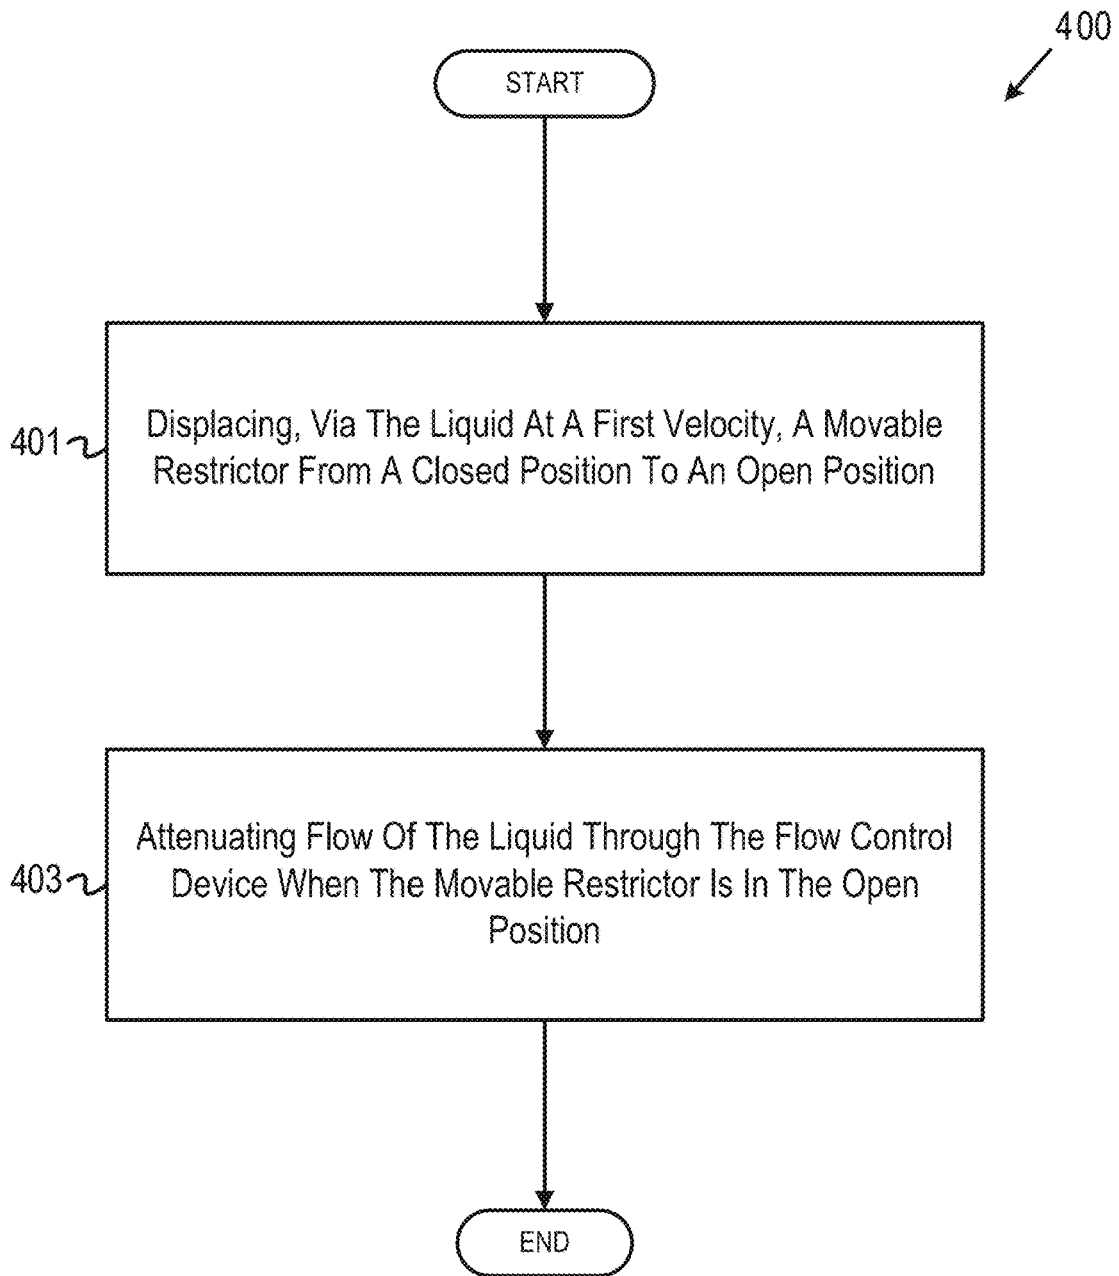 400
START
401
Displacing, Via The Liquid At A First Velocity, A Movable
Restrictor From A Closed Position To An Open Position
403
Attenuating Flow Of The Liquid Through The Flow Control
Device When The Movable Restrictor Is In The Open
Position
END